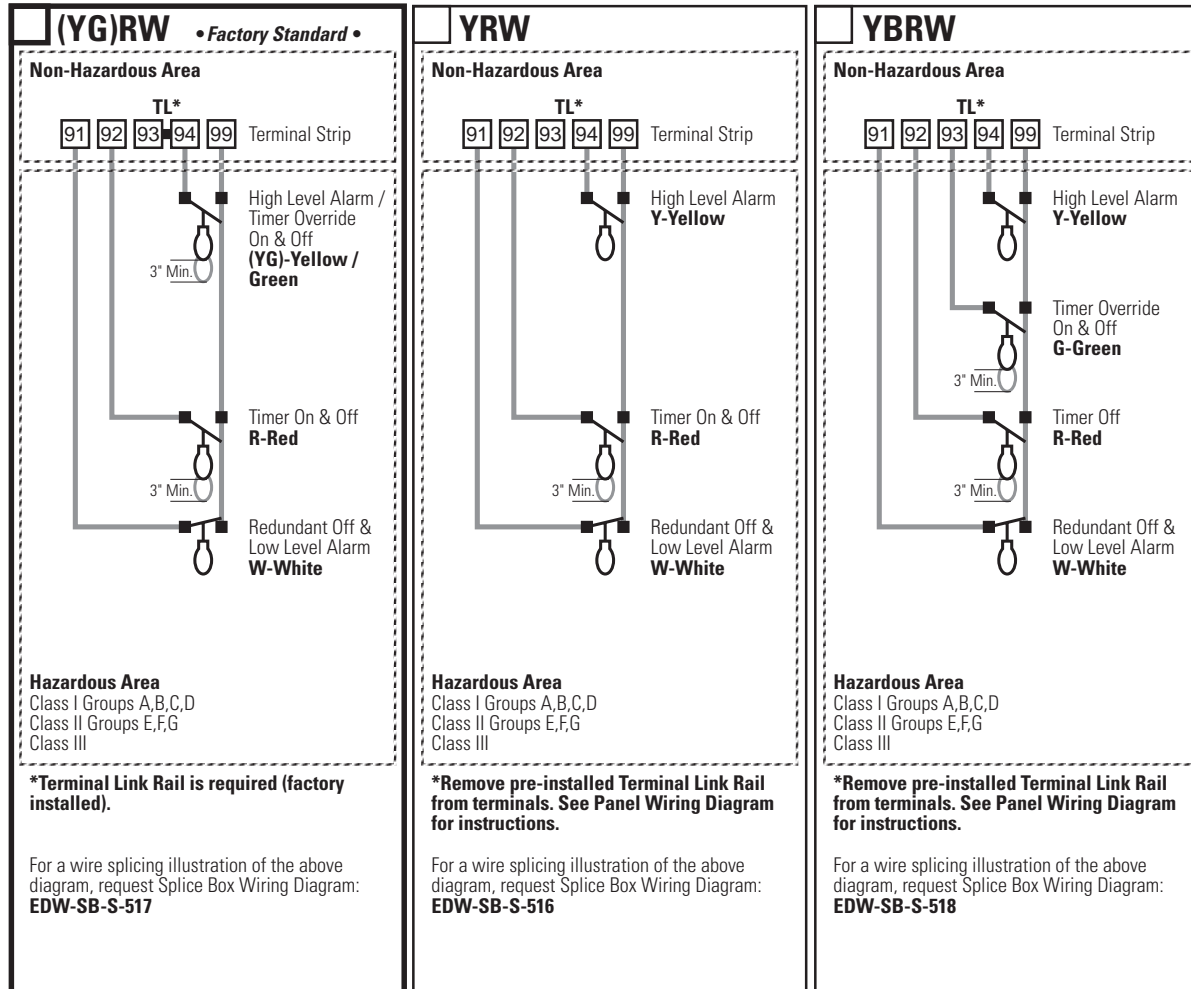 (YG)RW • Factory Standard •
Non-Hazardous Area
TL*
91 92 93 94 99 Terminal Strip
High Level Alarm /
Timer Override
On & Off
(YG)-Yellow /
Green
3" Min.
Timer On & Off
R-Red
3" Min.
Redundant Off &
Low Level Alarm
W-White
Hazardous Area
Class I Groups A,B,C,D
Class II Groups E,F,G
Class III
*Terminal Link Rail is required (factory
installed).
For a wire splicing illustration of the above
diagram, request Splice Box Wiring Diagram:
EDW-SB-S-517
YRW
Non-Hazardous Area
TL*
91 92 93 94 99 Terminal Strip
High Level Alarm
Y-Yellow
Timer On & Off
R-Red
3" Min.
Redundant Off &
Low Level Alarm
W-White
Hazardous Area
Class I Groups A,B,C,D
Class II Groups E,F,G
Class III
*Remove pre-installed Terminal Link Rail
from terminals. See Panel Wiring Diagram
for instructions.
For a wire splicing illustration of the above
diagram, request Splice Box Wiring Diagram:
EDW-SB-S-516
YBRW
Non-Hazardous Area
TL*
91 92 93 94 99 Terminal Strip
High Level Alarm
Y-Yellow
Timer Override
On & Off
G-Green
3" Min.
Timer Off
R-Red
3" Min.
Redundant Off &
Low Level Alarm
W-White
Hazardous Area
Class I Groups A,B,C,D
Class II Groups E,F,G
Class III
*Remove pre-installed Terminal Link Rail
from terminals. See Panel Wiring Diagram
for instructions.
For a wire splicing illustration of the above
diagram, request Splice Box Wiring Diagram:
EDW-SB-S-518